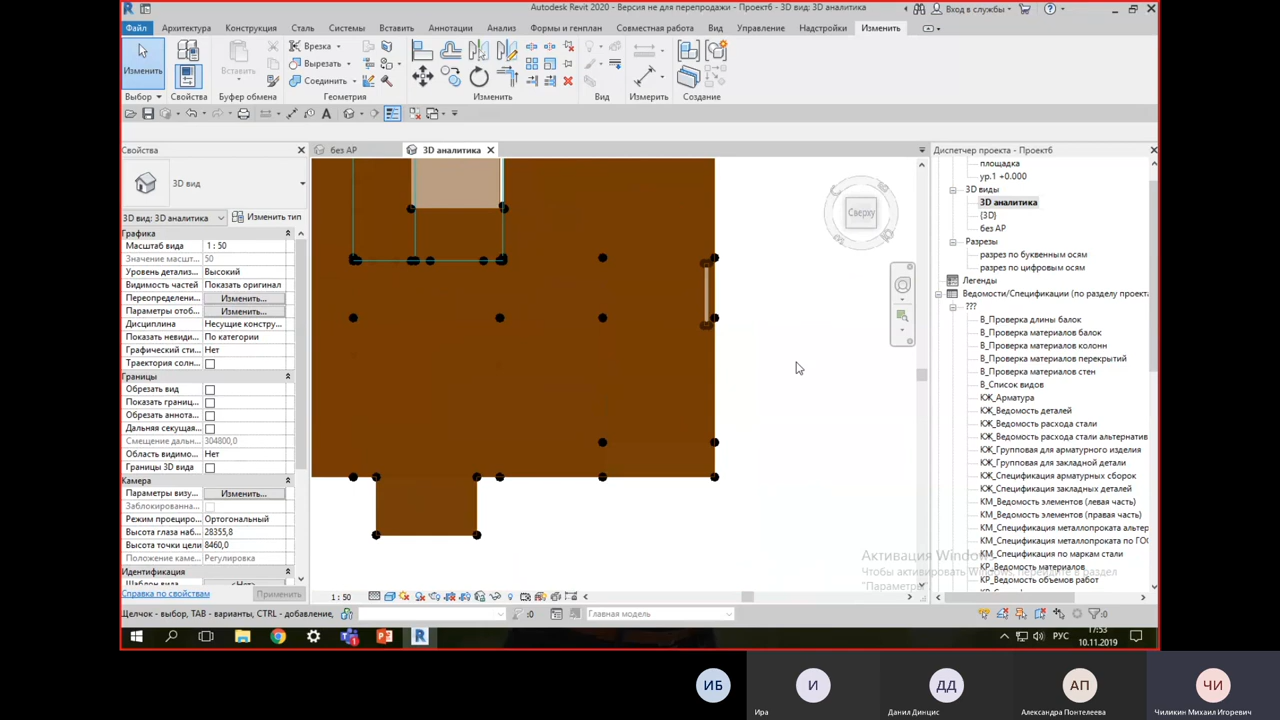 Autodesk Revit 2020 - Версия не для перепродажи - Проект6 - 3D вид: 3D аналитика
Вход в службы
Файл Архитектура Конструкция Сталь Системы Вставить Аннотации Анализ Формы и генплан Совместная работа Вид Управление Надстройки Изменить
Изменить Вставить Врезка
Вырезать
Соединить
Выбор Свойства Буфер обмена Геометрия Изменить Вид Измерить Создание
Свойства
без АР
3D аналитика
Диспетчер проекта - Проект6
3D вид
3D вид: 3D аналитика
Изменить тип
Графика
Масштаб вида 1 : 50
Значение масшт... 50
Уровень детализ... Высокий
Видимость частей Показать оригинал
Переопределени... Изменить...
Параметры отоб... Изменить...
Дисциплина Несущие констру...
Показать невиди... По категории
Графический сти... Нет
Траектория солн...
Границы
Обрезать вид
Показать границ...
Обрезать аннота...
Дальняя секущая...
Смещение дальн... 304800,0
Область видимо... Нет
Границы 3D вида
Камера
Параметры визу... Изменить...
Заблокированна...
Режим проециро... Ортогональный
Высота глаза наб... 28355,8
Высота точки цели 8460,0
Положение каме... Регулировка
Идентификация
Шаблон вида <Нет>
Справка по свойствам
Применить
Сверху
площадка
ур.1 +0.000
3D виды
3D аналитика
{3D}
без АР
Разрезы
разрез по буквенным осям
разрез по цифровым осям
Легенды
Ведомости/Спецификации (по разделу проект
???
В_Проверка длины балок
В_Проверка материалов балок
В_Проверка материалов колонн
В_Проверка материалов перекрытий
В_Проверка материалов стен
В_Список видов
КЖ_Арматура
КЖ_Ведомость деталей
КЖ_Ведомость расхода стали
КЖ_Ведомость расхода стали альтернатив
КЖ_Групповая для арматурного изделия
КЖ_Групповая для закладной детали
КЖ_Спецификация арматурных сборок
КЖ_Спецификация закладных деталей
КМ_Ведомость элементов (левая часть)
КМ_Ведомость элементов (правая часть)
КМ_Спецификация металлопроката альтер
КМ_Спецификация металлопроката по ГО
КМ_Спецификация по маркам стали
КР_Ведомость материалов
КР_Ведомость объемов работ
Активация Windows
Чтобы активировать Windows, перейдите в раздел
"Параметры
1 : 50
Щелчок - выбор, TAB - варианты, CTRL - добавление,
:0
Главная модель
:0
РУС
17:53
10.11.2019
ИБ И ДД АП ЧИ
Ира Данил Динцис Александра Понтелеева Чиликин Михаил Игоревич